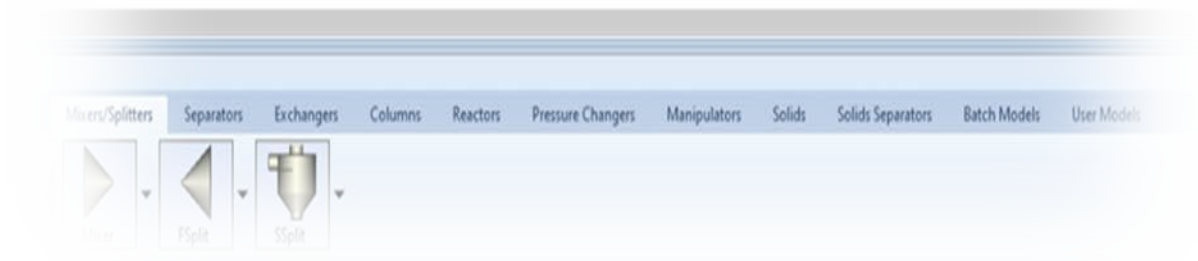 Mixers/Splitters Separators Exchangers Columns Reactors Pressure Changers Manipulators Solids Solids Separators Batch Models User Models
Mixer FSplit SSplit